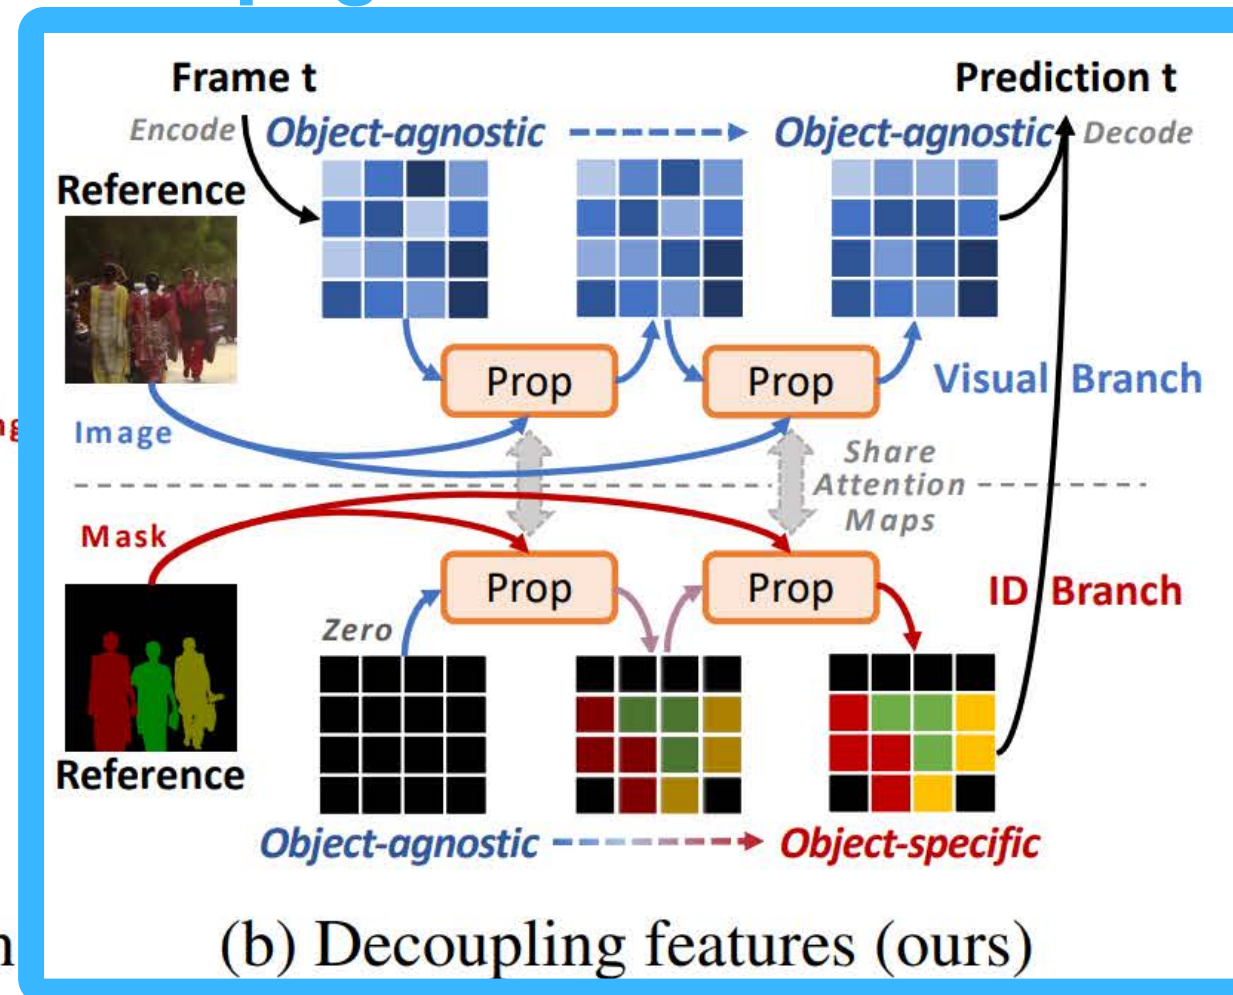 Frame t
Prediction t
Encode
Object-agnostic
Object-agnostic
Decode
Reference
Prop
Prop
Visual Branch
Image
Share
Attention
Maps
Mask
Prop
Prop
ID Branch
Zero
Reference
Object-agnostic
Object-specific
(b) Decoupling features (ours)